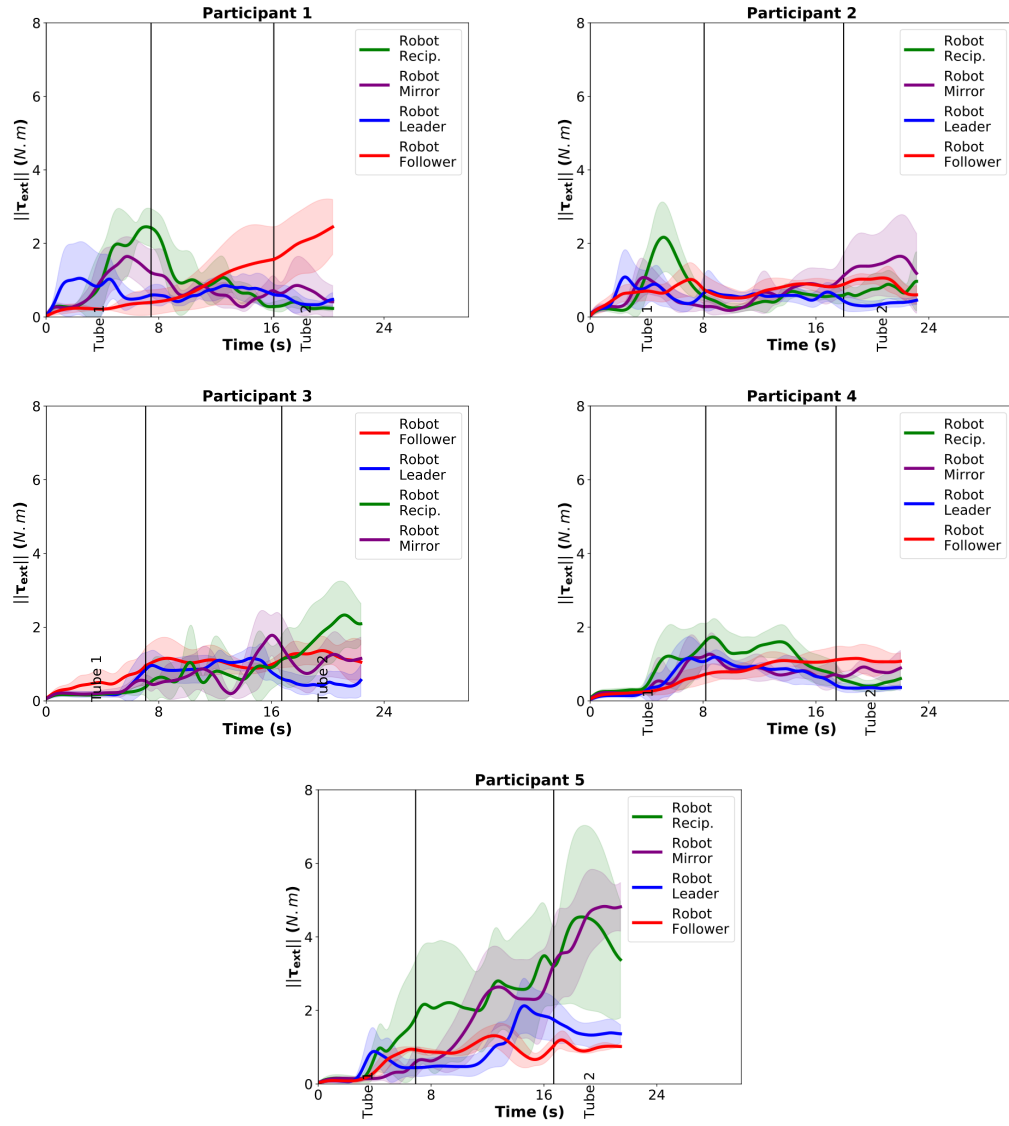 Participant 1
8
6
4
2
0
||τext|| (N.m)
0
8
16
24
Tube 1
Tube 2
Time (s)
Robot
Recip.
Robot
Mirror
Robot
Leader
Robot
Follower
Participant 2
8
6
4
2
0
||τext|| (N.m)
0
8
16
24
Tube 1
Tube 2
Time (s)
Robot
Recip.
Robot
Mirror
Robot
Leader
Robot
Follower
Participant 3
8
6
4
2
0
||τext|| (N.m)
0
8
16
24
Tube 1
Tube 2
Time (s)
Robot
Follower
Robot
Leader
Robot
Recip.
Robot
Mirror
Participant 4
8
6
4
2
0
||τext|| (N.m)
0
8
16
24
Tube 1
Tube 2
Time (s)
Robot
Recip.
Robot
Mirror
Robot
Leader
Robot
Follower
Participant 5
8
6
4
2
0
||τext|| (N.m)
0
8
16
24
Tube 1
Tube 2
Time (s)
Robot
Recip.
Robot
Mirror
Robot
Leader
Robot
Follower